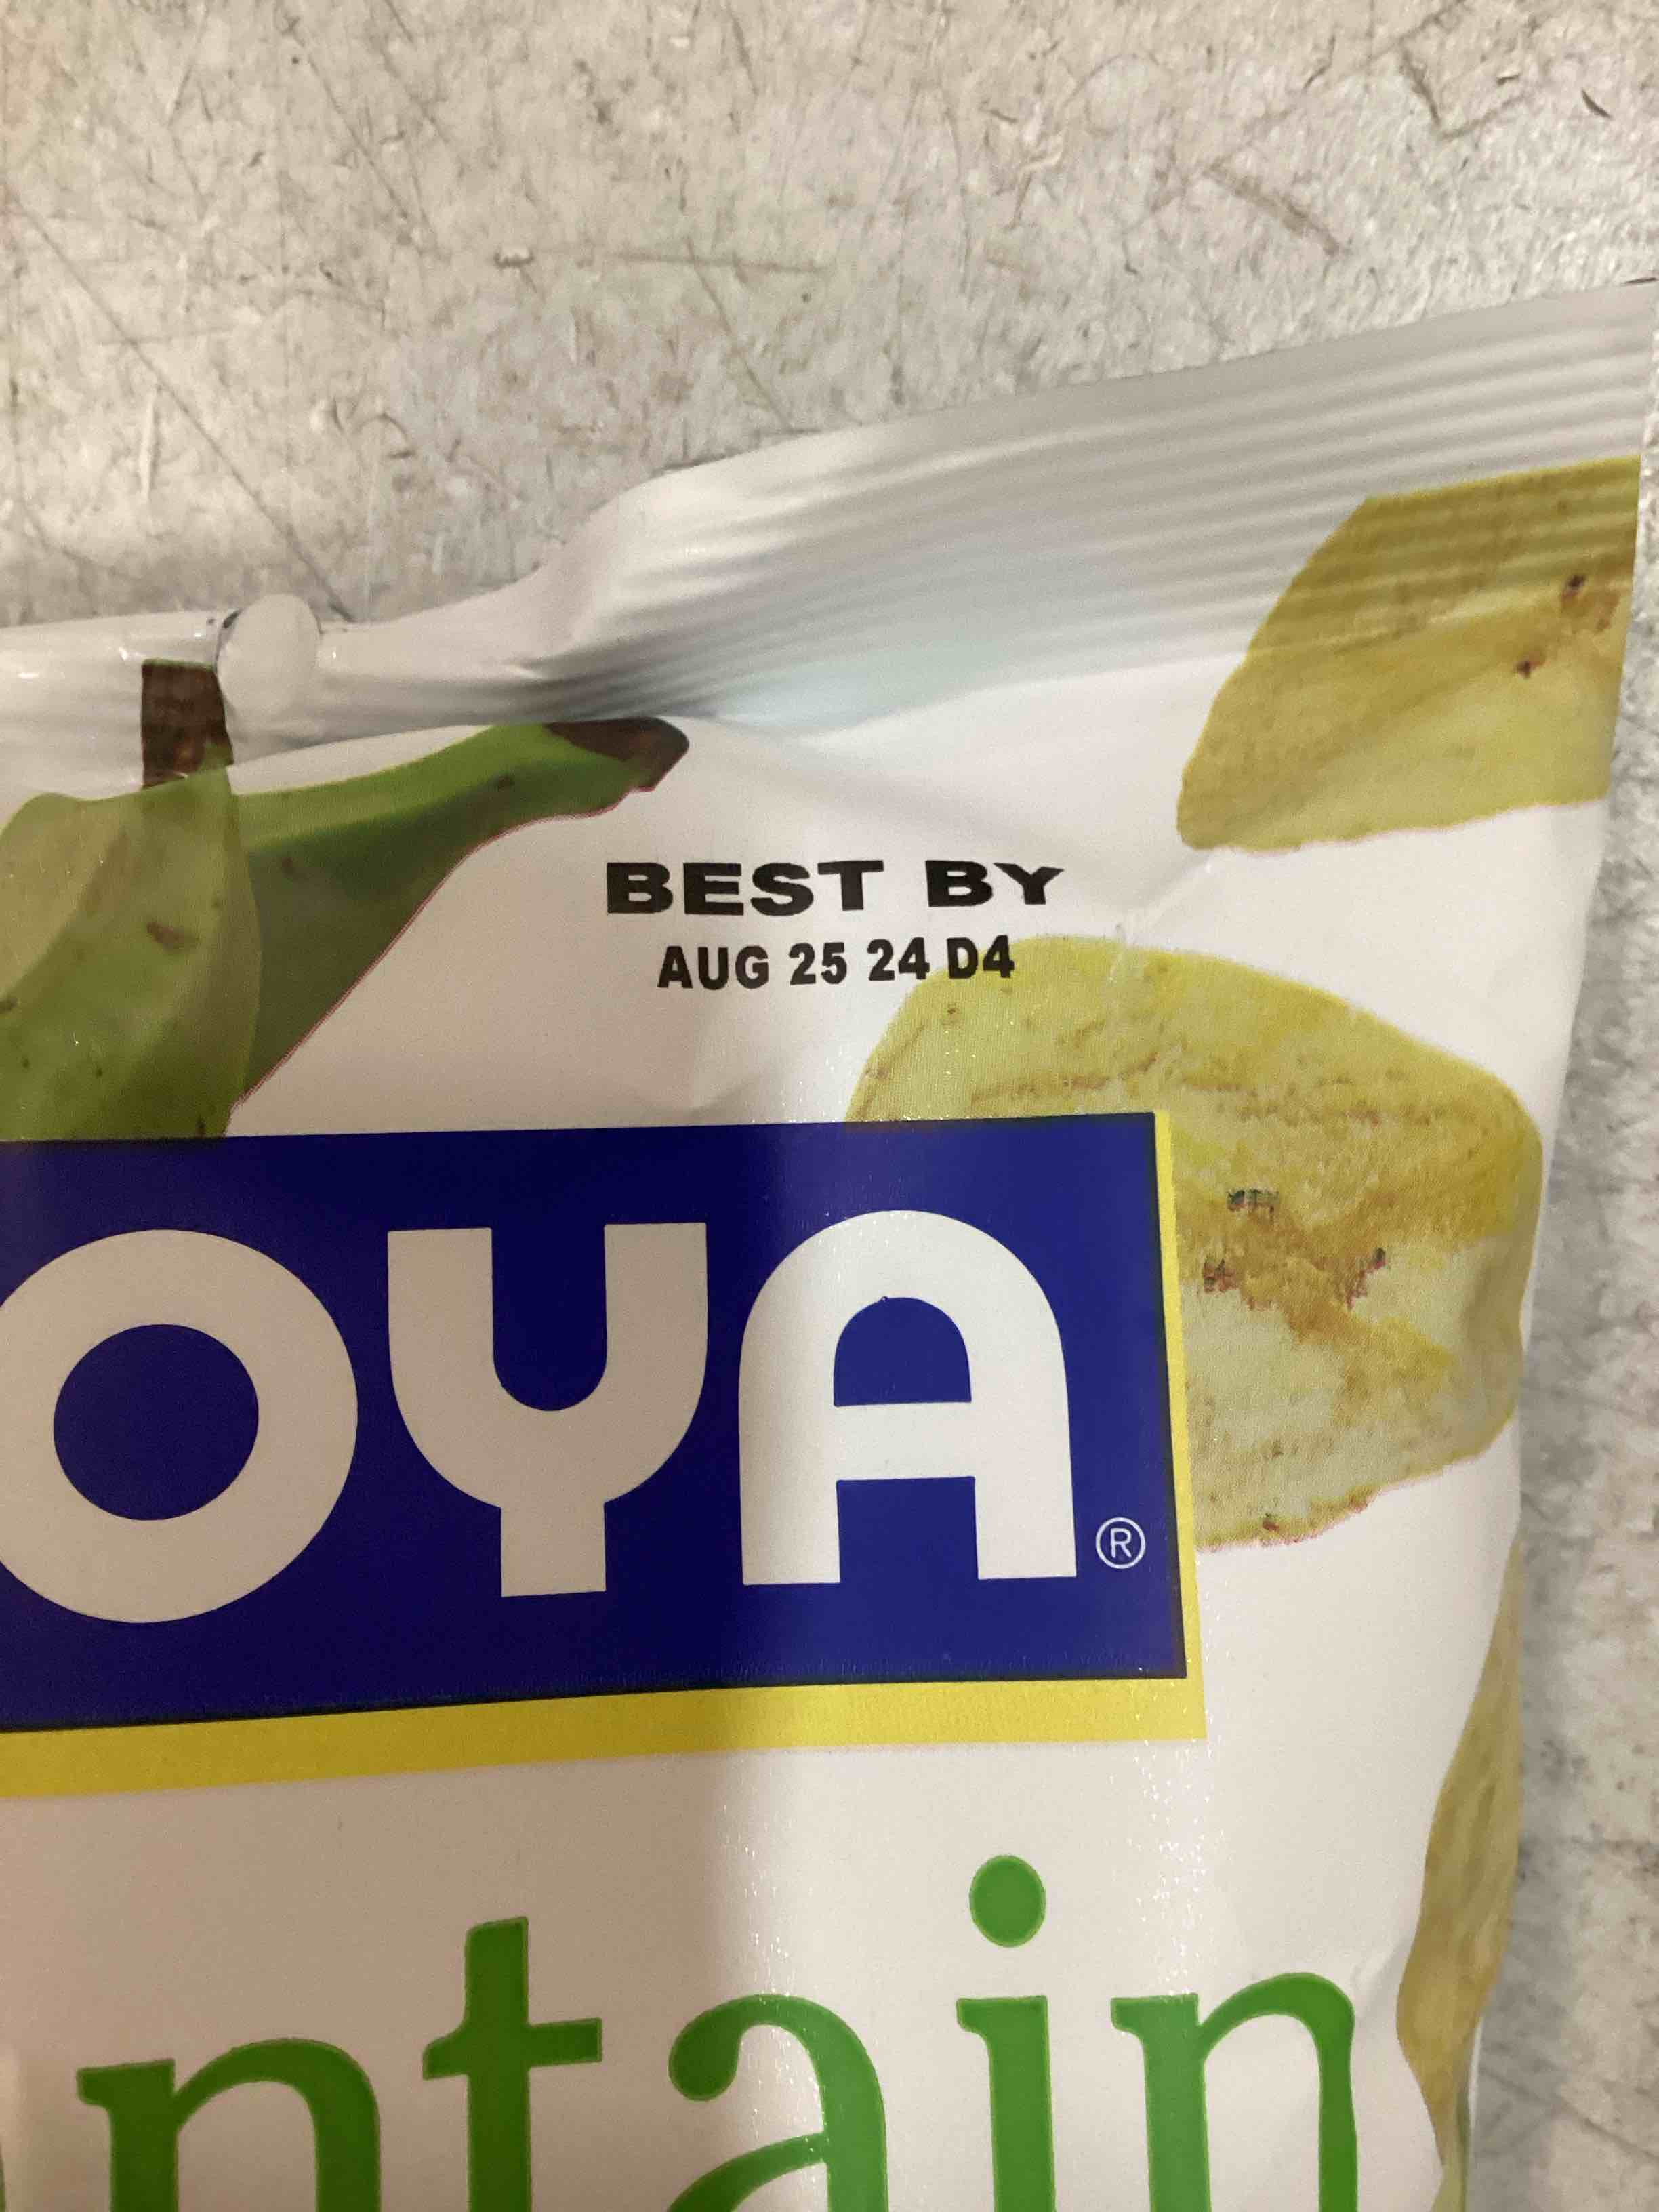 BEST BY
AUG 25 24 D4
OYA®
ntain